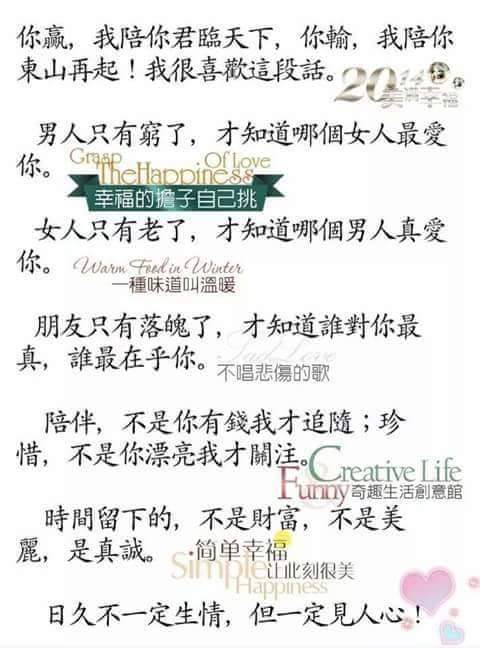 你贏，我陪你君臨天下，你輸，我陪你
東山再起！我很喜歡這段話。
2014
美滿幸福
男人只有窮了，才知道哪個女人最愛
你。
Grasp
The Happiness
Of Love
幸福的擔子自己挑
女人只有老了，才知道哪個男人真愛
你。
Warm Food in Winter
一種味道叫溫暖
朋友只有落魄了，才知道誰對你最
真，誰最在乎你。
Sad Love
不唱悲傷的歌
陪伴，不是你有錢我才追隨；珍
惜，不是你漂亮我才關注。
Creative Life
&
Funny 奇趣生活創意館
時間留下的，不是財富，不是美
麗，是真誠。
简单幸福
Simple
让此刻很美
Happiness
日久不一定生情，但一定見人心！